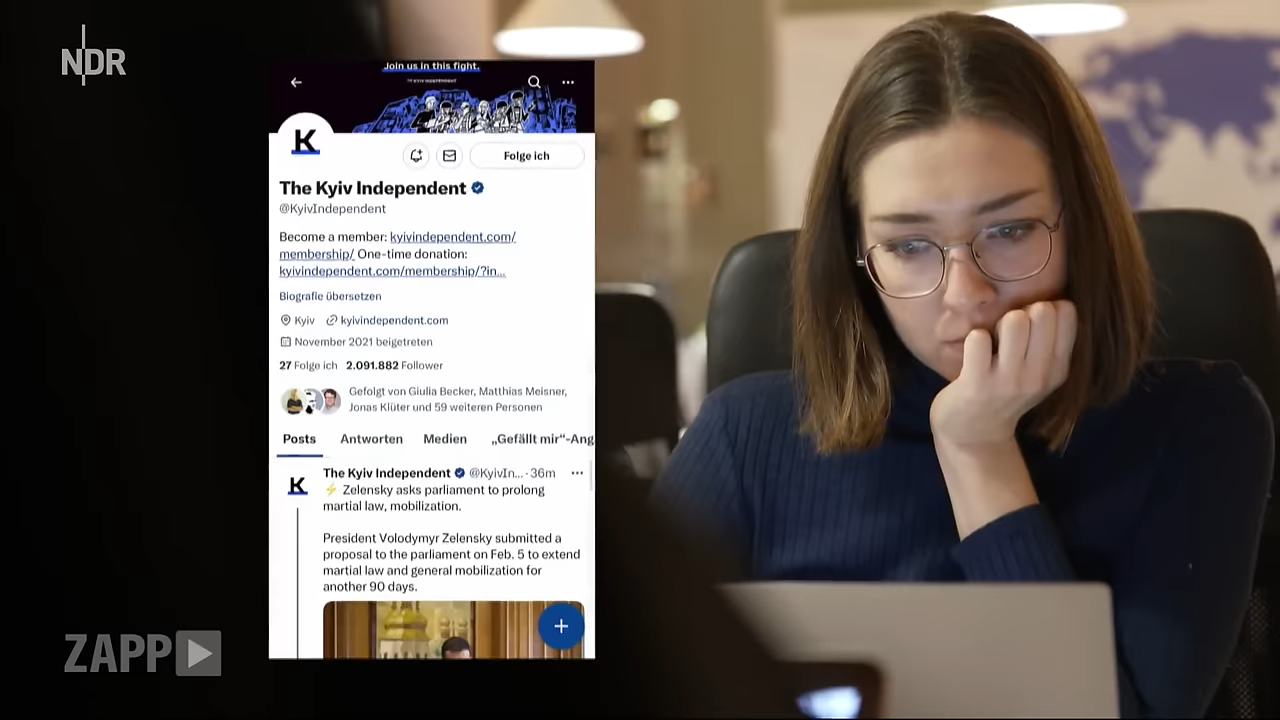 NDR
Join us in this fight.
THE KYIV INDEPENDENT
K
Folge ich
The Kyiv Independent
@KyivIndependent
Become a member: kyivindependent.com/
membership/ One-time donation:
kyivindependent.com/membership/?in...
Biografie übersetzen
Kyiv kyivindependent.com
November 2021 beigetreten
27 Folge ich 2.091.882 Follower
Gefolgt von Giulia Becker, Matthias Meisner,
Jonas Klüter und 59 weiteren Personen
Posts Antworten Medien „Gefällt mir“-Ang
K
The Kyiv Independent @KyivIn... · 36m
⚡ Zelensky asks parliament to prolong
martial law, mobilization.
President Volodymyr Zelensky submitted a
proposal to the parliament on Feb. 5 to extend
martial law and general mobilization for
another 90 days.
ZAPP